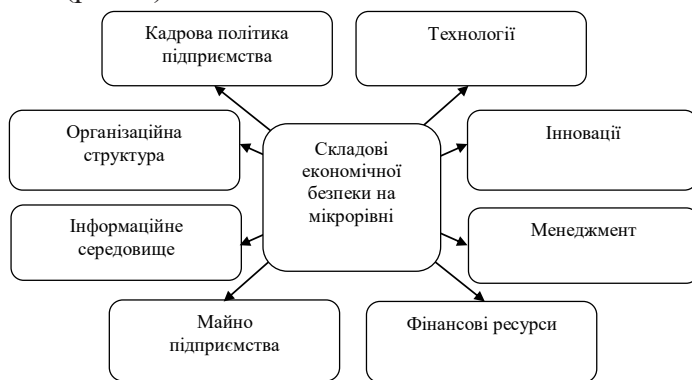 Кадрова політика
підприємства
Технології
Організаційна
структура
Складові
економічної
безпеки на
мікрорівні
Інновації
Інформаційне
середовище
Менеджмент
Майно
підприємства
Фінансові ресурси